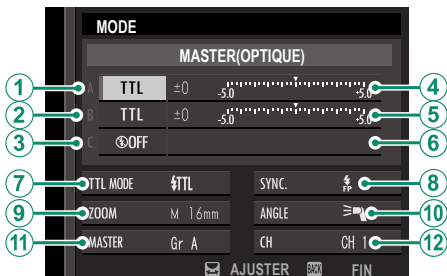 MODE
MASTER(OPTIQUE)
1 A TTL ±0 -5.0 +5.0 4
2 B TTL ±0 -5.0 +5.0 5
3 C OFF 6
7 TTL MODE TTL SYNC. FP 8
9 ZOOM M 16mm ANGLE 10
11 MASTER Gr A CH CH 1 12
AJUSTER BACK FIN